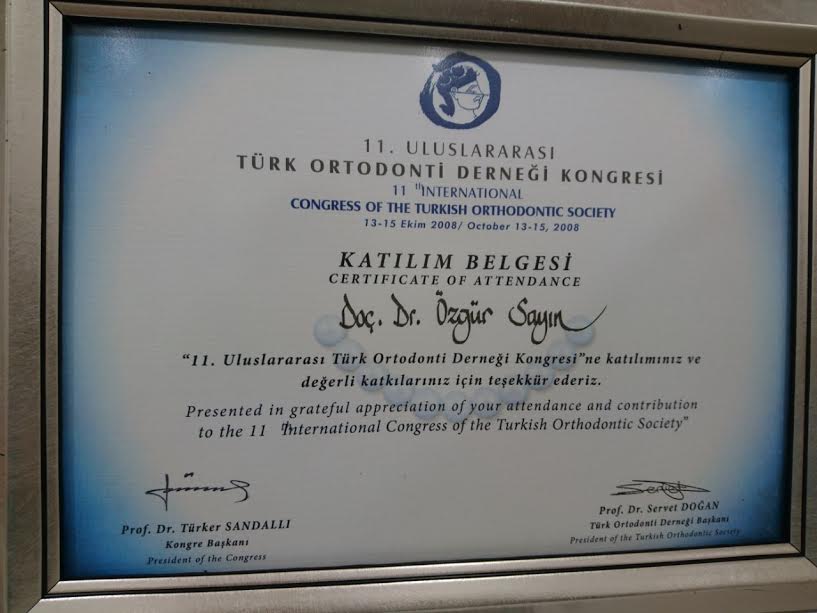 11. ULUSLARARASI
TÜRK ORTODONTİ DERNEĞİ KONGRESİ
11 th INTERNATIONAL
CONGRESS OF THE TURKISH ORTHODONTIC SOCIETY
13-15 Ekim 2008/ October 13-15, 2008
KATILIM BELGESİ
CERTIFICATE OF ATTENDANCE
Doç. Dr. Özgür Sayın
“11. Uluslararası Türk Ortodonti Derneği Kongresi”ne katılımınız ve
değerli katkılarınız için teşekkür ederiz.
Presented in grateful appreciation of your attendance and contribution
to the 11 th International Congress of the Turkish Orthodontic Society”
Prof. Dr. Türker SANDALLI
Kongre Başkanı
President of the Congress
Prof. Dr. Servet DOĞAN
Türk Ortodonti Derneği Başkanı
President of the Turkish Orthodontic Society